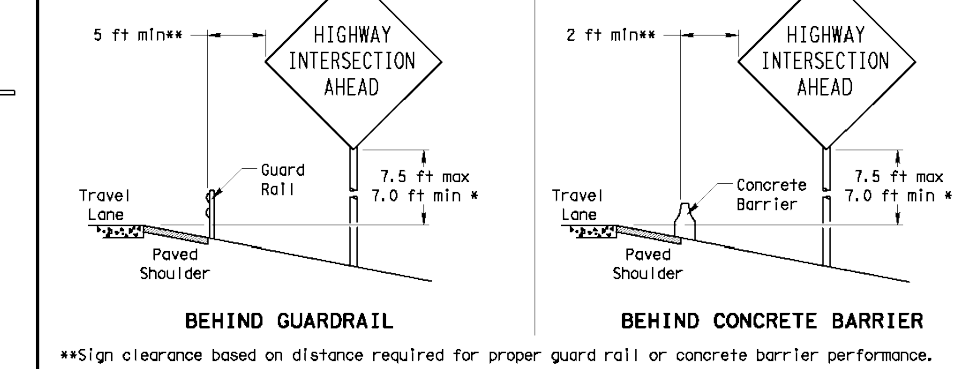 5 ft min**
HIGHWAY
INTERSECTION
AHEAD
Guard
Rail
7.5 ft max
7.0 ft min *
Travel
Lane
Paved
Shoulder
BEHIND GUARDRAIL
2 ft min**
HIGHWAY
INTERSECTION
AHEAD
Concrete
Barrier
7.5 ft max
7.0 ft min *
Travel
Lane
Paved
Shoulder
BEHIND CONCRETE BARRIER
**Sign clearance based on distance required for proper guard rail or concrete barrier performance.